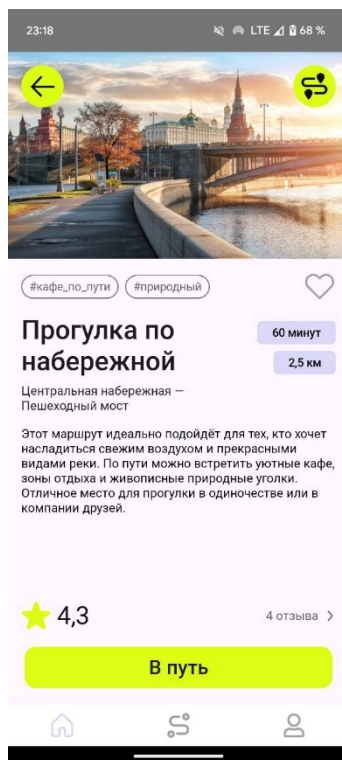 23:18
LTE 68 %
#кафе_по_пути #природный
Прогулка по
набережной
60 минут
2,5 км
Центральная набережная —
Пешеходный мост
Этот маршрут идеально подойдёт для тех, кто хочет
насладиться свежим воздухом и прекрасными
видами реки. По пути можно встретить уютные кафе,
зоны отдыха и живописные природные уголки.
Отличное место для прогулки в одиночестве или в
компании друзей.
4,3
4 отзыва
В путь